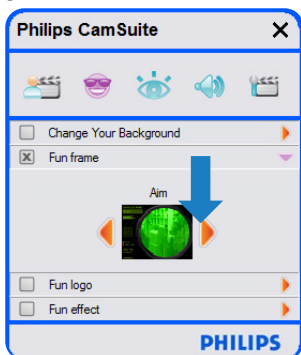 Philips CamSuite
Change Your Background
Fun frame
Aim
Fun logo
Fun effect
PHILIPS